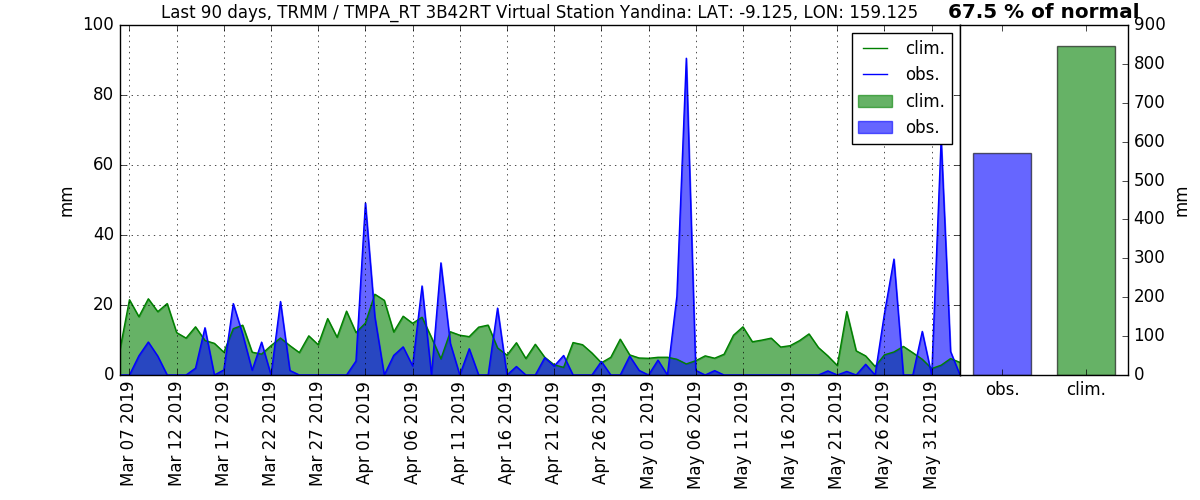 Last 90 days, TRMM / TMPA_RT 3B42RT Virtual Station Yandina: LAT: -9.125, LON: 159.125
67.5 % of normal
mm
100
80
60
40
20
0
clim.
obs.
clim.
obs.
900
800
700
600
500
400
300
200
100
0
mm
Mar 07 2019
Mar 12 2019
Mar 17 2019
Mar 22 2019
Mar 27 2019
Apr 01 2019
Apr 06 2019
Apr 11 2019
Apr 16 2019
Apr 21 2019
Apr 26 2019
May 01 2019
May 06 2019
May 11 2019
May 16 2019
May 21 2019
May 26 2019
May 31 2019
obs.
clim.